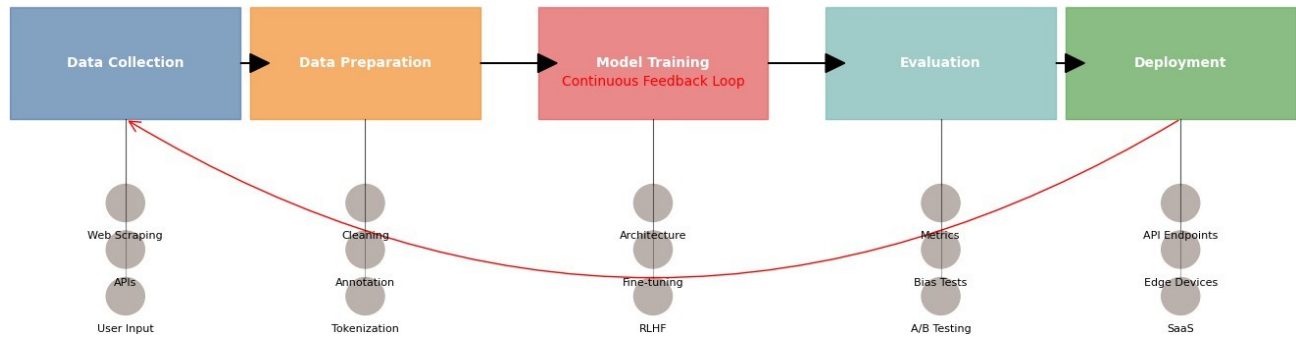 Data Collection
Data Preparation
Model Training
Continuous Feedback Loop
Evaluation
Deployment
Web Scraping
APIs
User Input
Cleaning
Annotation
Tokenization
Architecture
Fine-tuning
RLHF
Metrics
Bias Tests
A/B Testing
API Endpoints
Edge Devices
SaaS